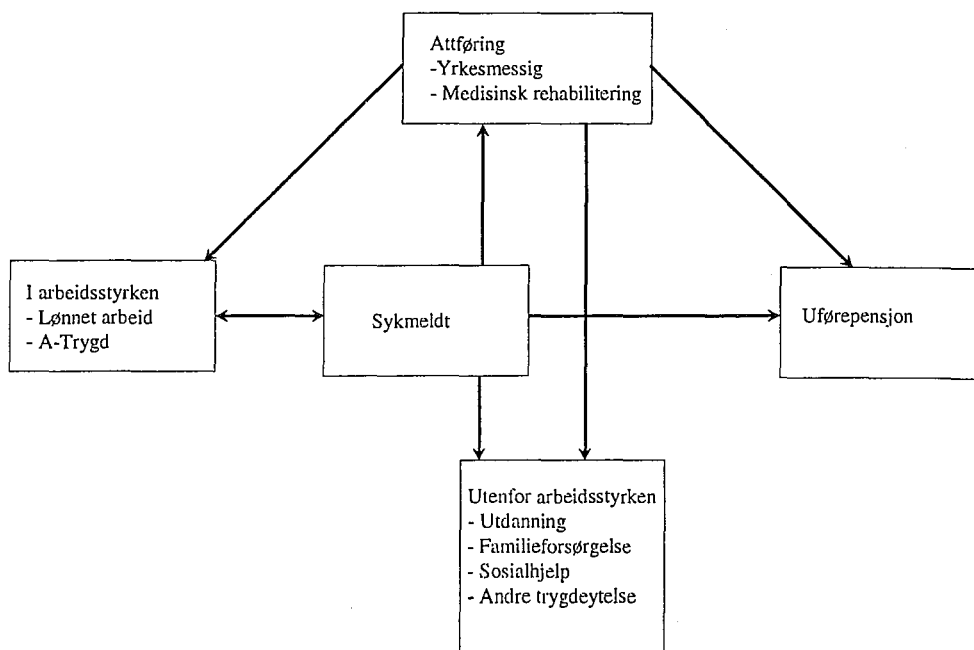 Attføring
-Yrkesmessig
- Medisinsk rehabilitering
I arbeidsstyrken
- Lønnet arbeid
- A-Trygd
Sykmeldt
Uførepensjon
Utenfor arbeidsstyrken
- Utdanning
- Familieforsørgelse
- Sosialhjelp
- Andre trygdeytelse